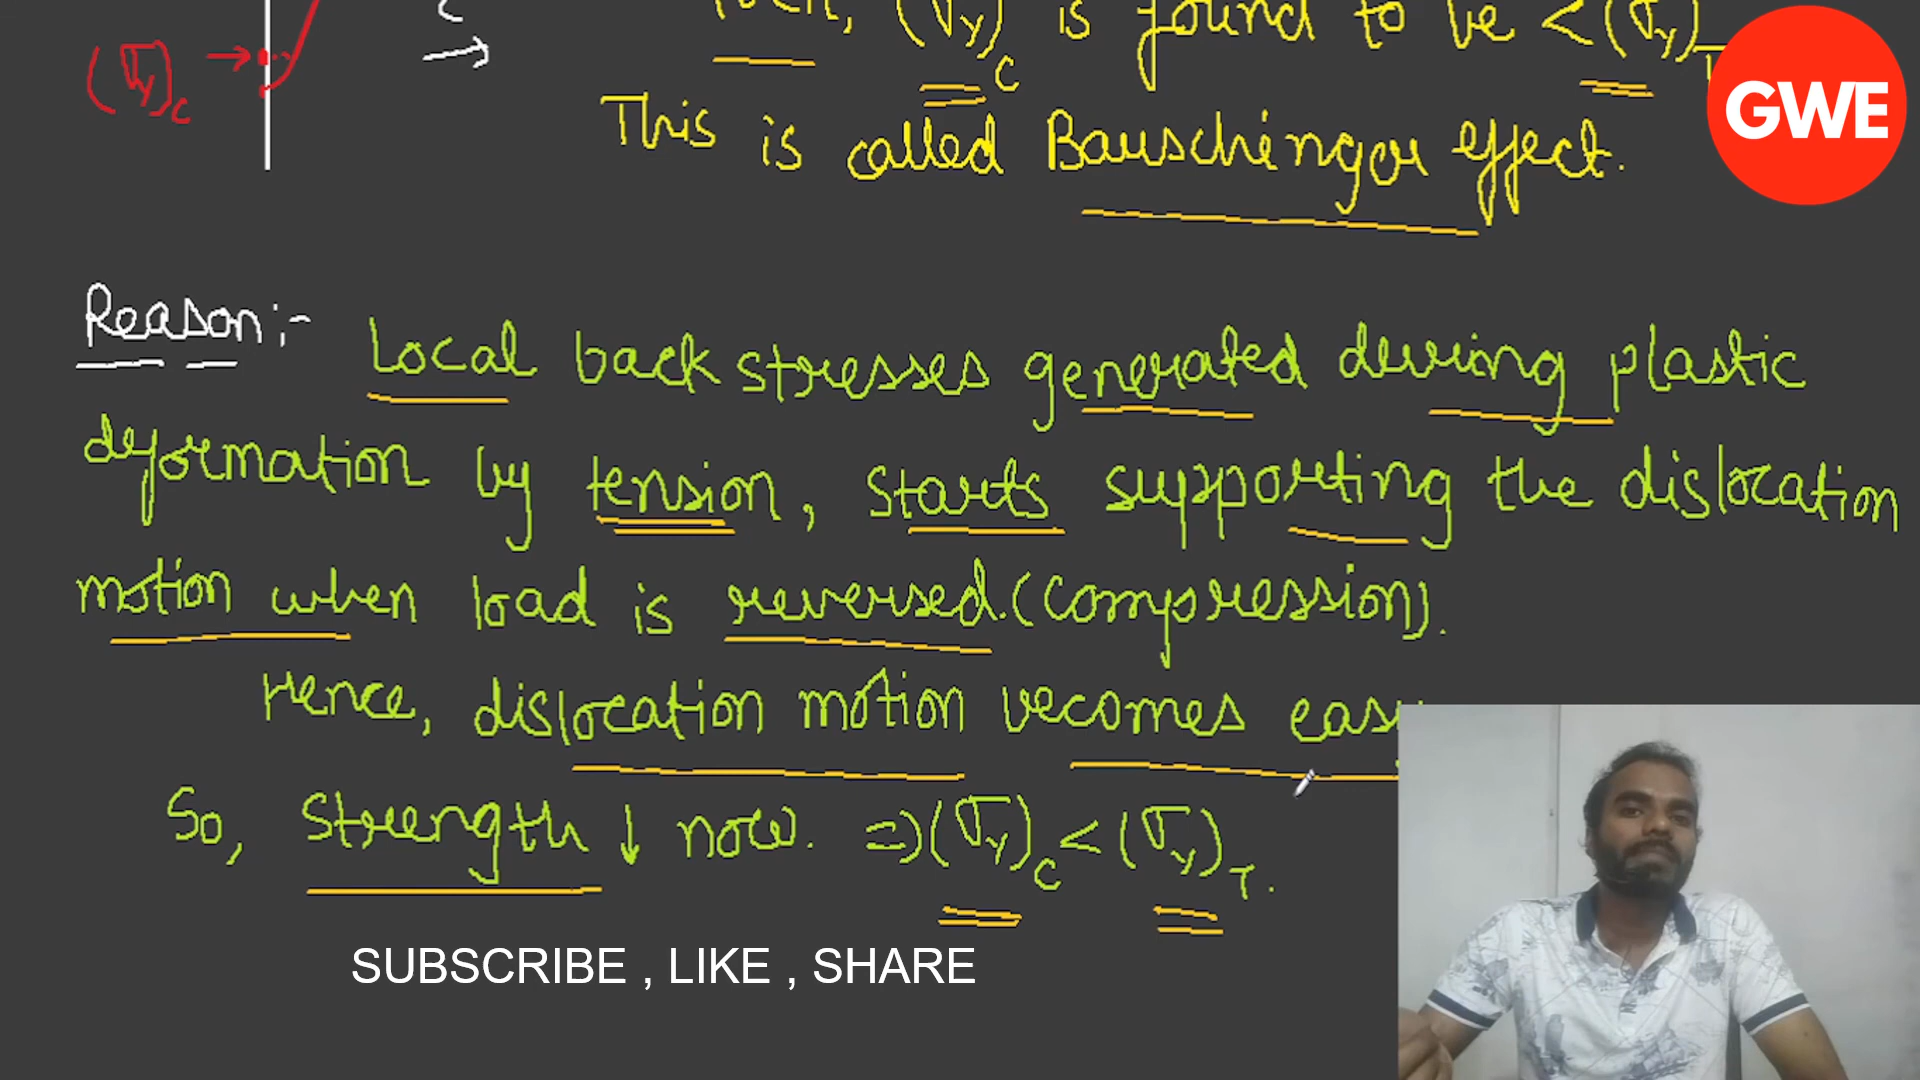 (σy)c → ε →
(σy)c is found to be < (σy)T
GWE
This is called Bauschinger effect.
Reason:- Local back stresses generated during plastic
deformation by tension, starts supporting the dislocation
motion when load is reversed.(compression).
Hence, dislocation motion becomes easy
So, strength ↓ now. ⇒(σy)c < (σy)T.
SUBSCRIBE , LIKE , SHARE